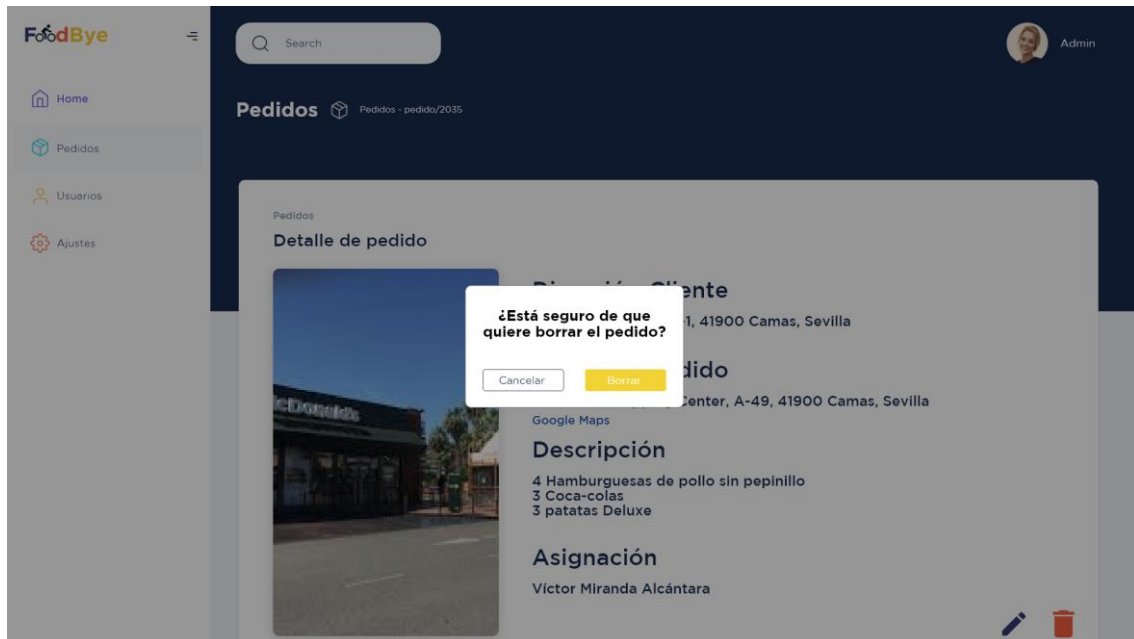 FoodBye
Search
Admin
Home
Pedidos
Usuarios
Ajustes
Pedidos
Pedidos - pedido/2035
Pedidos
Detalle de pedido
cDonald's
ente
¿Está seguro de que
quiere borrar el pedido?
Cancelar
Borrar
1, 41900 Camas, Sevilla
dido
Center, A-49, 41900 Camas, Sevilla
Google Maps
Descripción
4 Hamburguesas de pollo sin pepinillo
3 Coca-colas
3 patatas Deluxe
Asignación
Víctor Miranda Alcántara